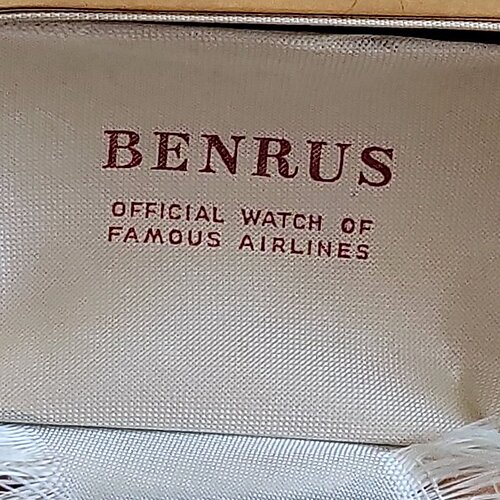 BENRUS
OFFICIAL WATCH OF
FAMOUS AIRLINES